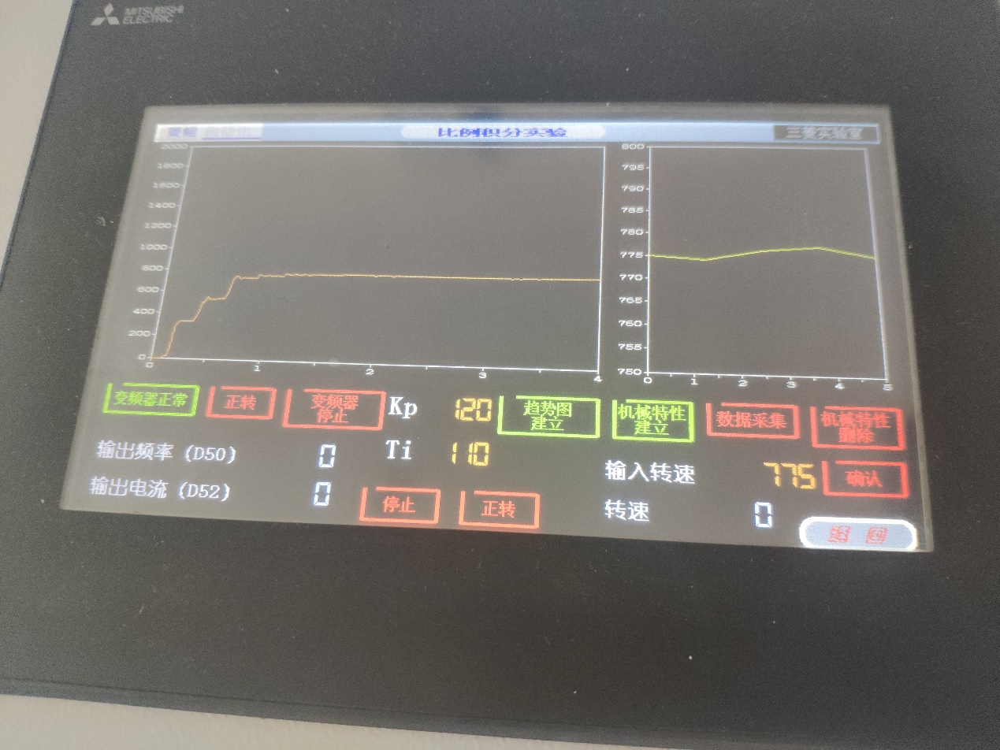 MITSUBISHI
ELECTRIC
比例积分实验
三菱实验室
2000
1800
1600
1400
1200
1000
800
600
400
200
0
0 1 2 3 4
800
795
790
785
780
775
770
765
760
755
750
0 1 2 3 4 5
变频器正常
正转
变频器
停止
Kp 120
趋势图
建立
机械特性
建立
数据采集
机械特性
删除
输出频率 (D50) 0
Ti 110
输入转速 775
确认
输出电流 (D52) 0
停止
正转
转速 0
返 回